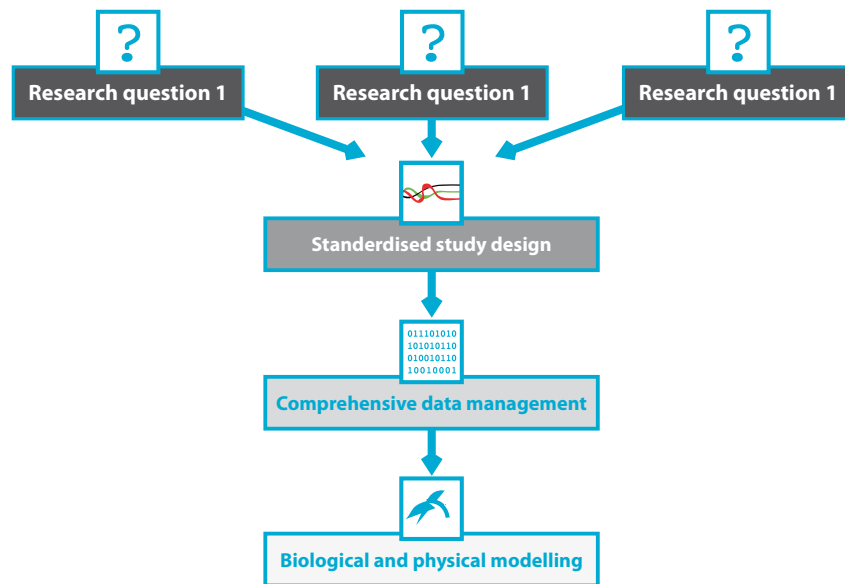 ?
?
?
Research question 1
Research question 1
Research question 1
Standerdised study design
011101010
101010110
010010110
10010001
Comprehensive data management
Biological and physical modelling